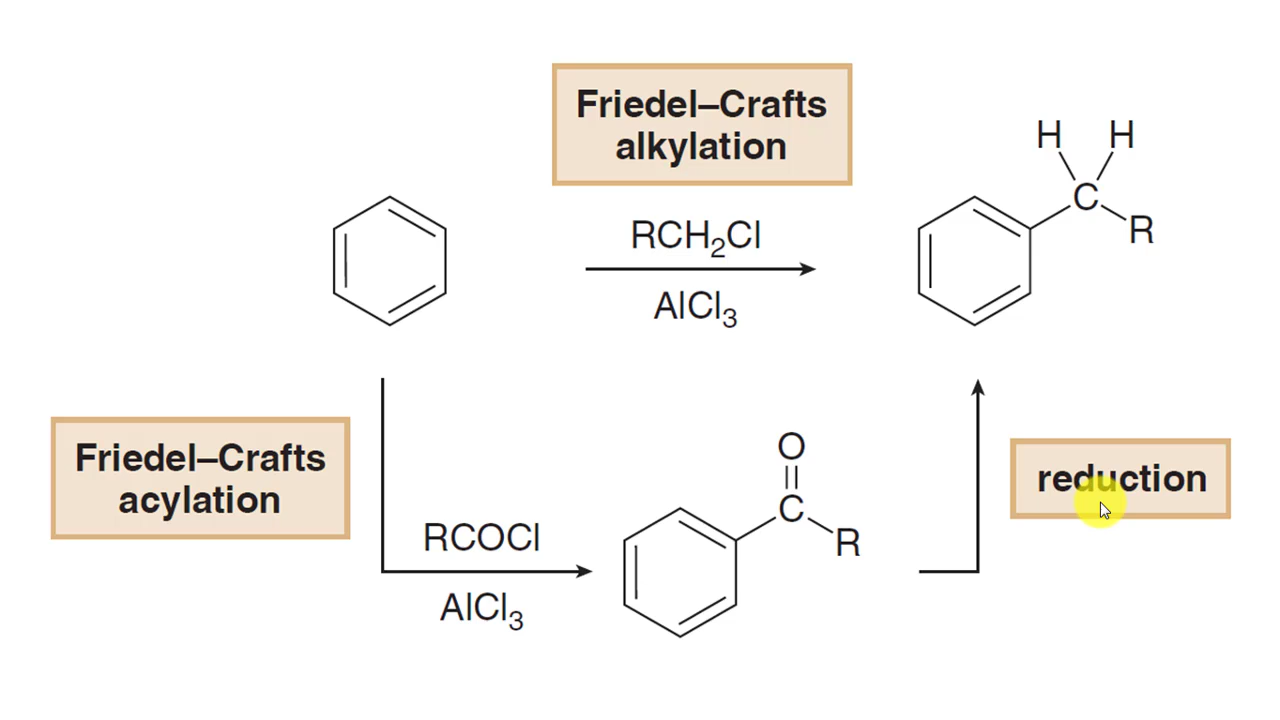 Friedel–Crafts
alkylation
H H
C
R
RCH₂Cl
AlCl₃
Friedel–Crafts
acylation
RCOCl
AlCl₃
O
C
R
reduction